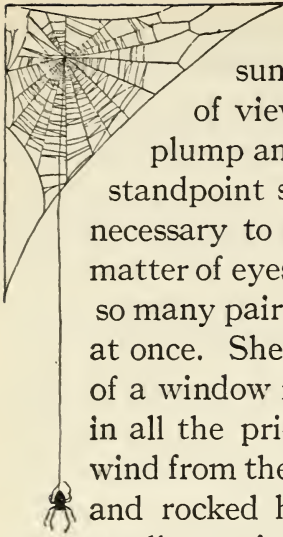 sun
of view
plump an
standpoint s
necessary to
matter of eyes
so many pair
at once. She
of a window
in all the pri
wind from the
and rocked h